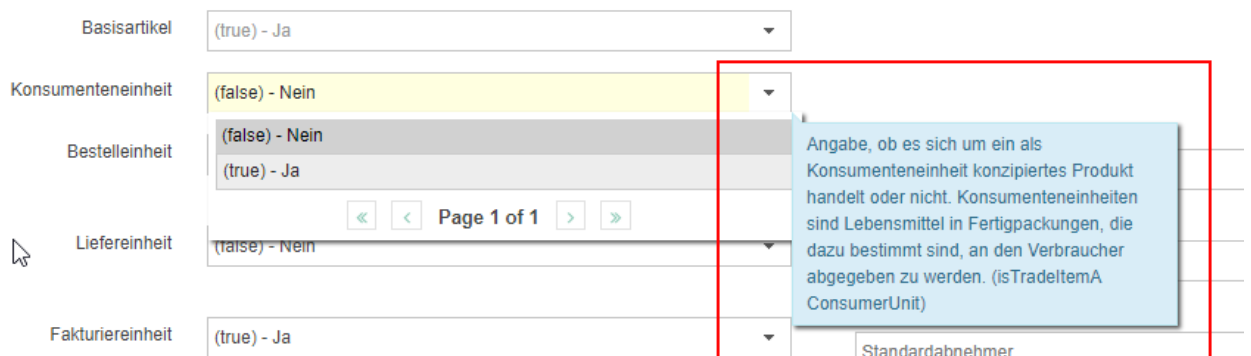 Basisartikel (true) - Ja
Konsumenteneinheit (false) - Nein
(false) - Nein
(true) - Ja
Bestelleinheit
« < Page 1 of 1 > »
Liefereinheit (false) - Nein
Fakturiereinheit (true) - Ja
Angabe, ob es sich um ein als
Konsumenteneinheit konzipiertes Produkt
handelt oder nicht. Konsumenteneinheiten
sind Lebensmittel in Fertigpackungen, die
dazu bestimmt sind, an den Verbraucher
abgegeben zu werden. (isTradeItemA
ConsumerUnit)
Standardabnehmer